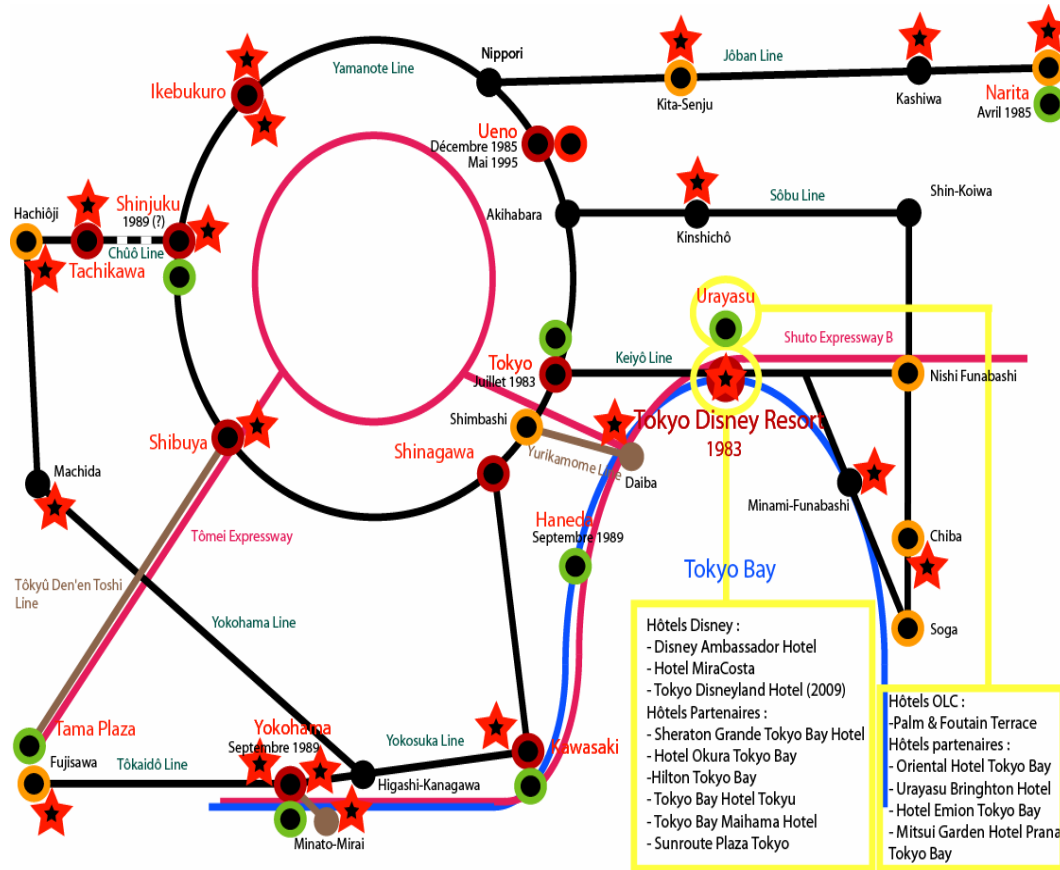 Nippori
Yamanote Line
Jôban Line
Ikebukuro
Kita-Senju
Kashiwa
Narita
Avril 1985
Ueno
Décembre 1985
Mai 1995
Shinjuku
1989 (?)
Hachiôji
Chûô Line
Tachikawa
Akihabara
Kinshichô
Sôbu Line
Shin-Koiwa
Urayasu
Shuto Expressway B
Tokyo
Juillet 1983
Keiyô Line
Nishi Funabashi
Tokyo Disney Resort
1983
Shimbashi
Yurikamome Line
Daiba
Shibuya
Shinagawa
Machida
Minami-Funabashi
Haneda
Septembre 1989
Chiba
Tômei Expressway
Tokyo Bay
Tôkyû Den'en Toshi
Line
Yokohama Line
Soga
Hôtels Disney :
- Disney Ambassador Hotel
- Hotel MiraCosta
- Tokyo Disneyland Hotel (2009)
Hôtels Partenaires :
- Sheraton Grande Tokyo Bay Hotel
- Hotel Okura Tokyo Bay
-Hilton Tokyo Bay
- Tokyo Bay Hotel Tokyu
- Tokyo Bay Maihama Hotel
- Sunroute Plaza Tokyo
Hôtels OLC :
-Palm & Foutain Terrace
Hôtels partenaires :
- Oriental Hotel Tokyo Bay
- Urayasu Bringhton Hotel
- Hotel Emion Tokyo Bay
- Mitsui Garden Hotel Prana
Tokyo Bay
Tama Plaza
Yokohama
Septembre 1989
Yokosuka Line
Kawasaki
Fujisawa
Tôkaidô Line
Higashi-Kanagawa
Minato-Mirai